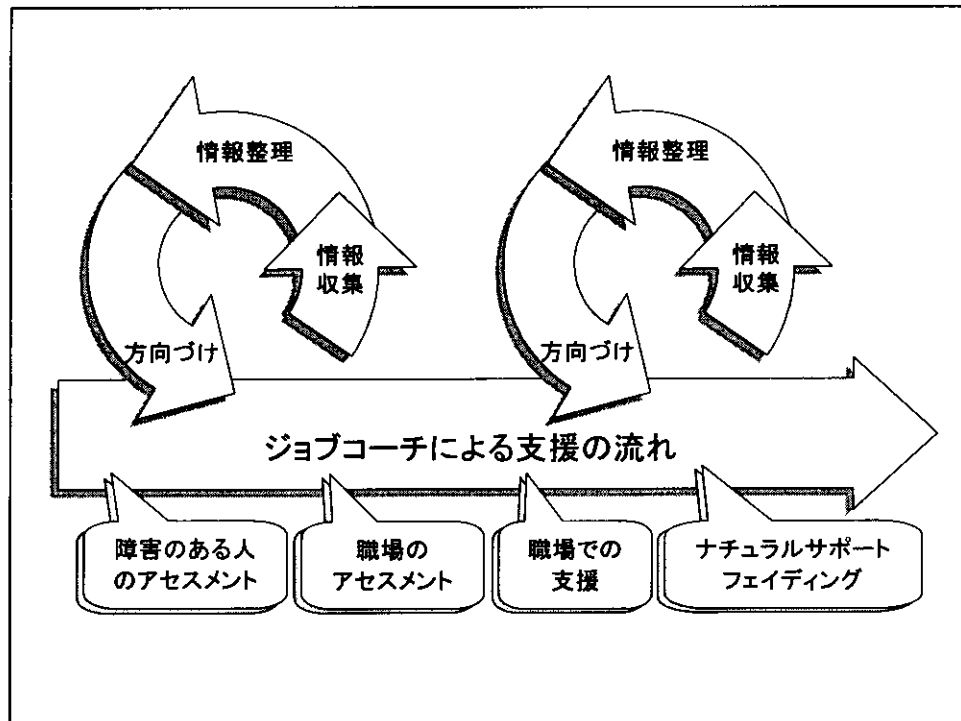 情報整理
情報
収集
方向づけ
情報整理
情報
収集
方向づけ
ジョブコーチによる支援の流れ
障害のある人
のアセスメント
職場の
アセスメント
職場での
支援
ナチュラルサポート
フェイディング